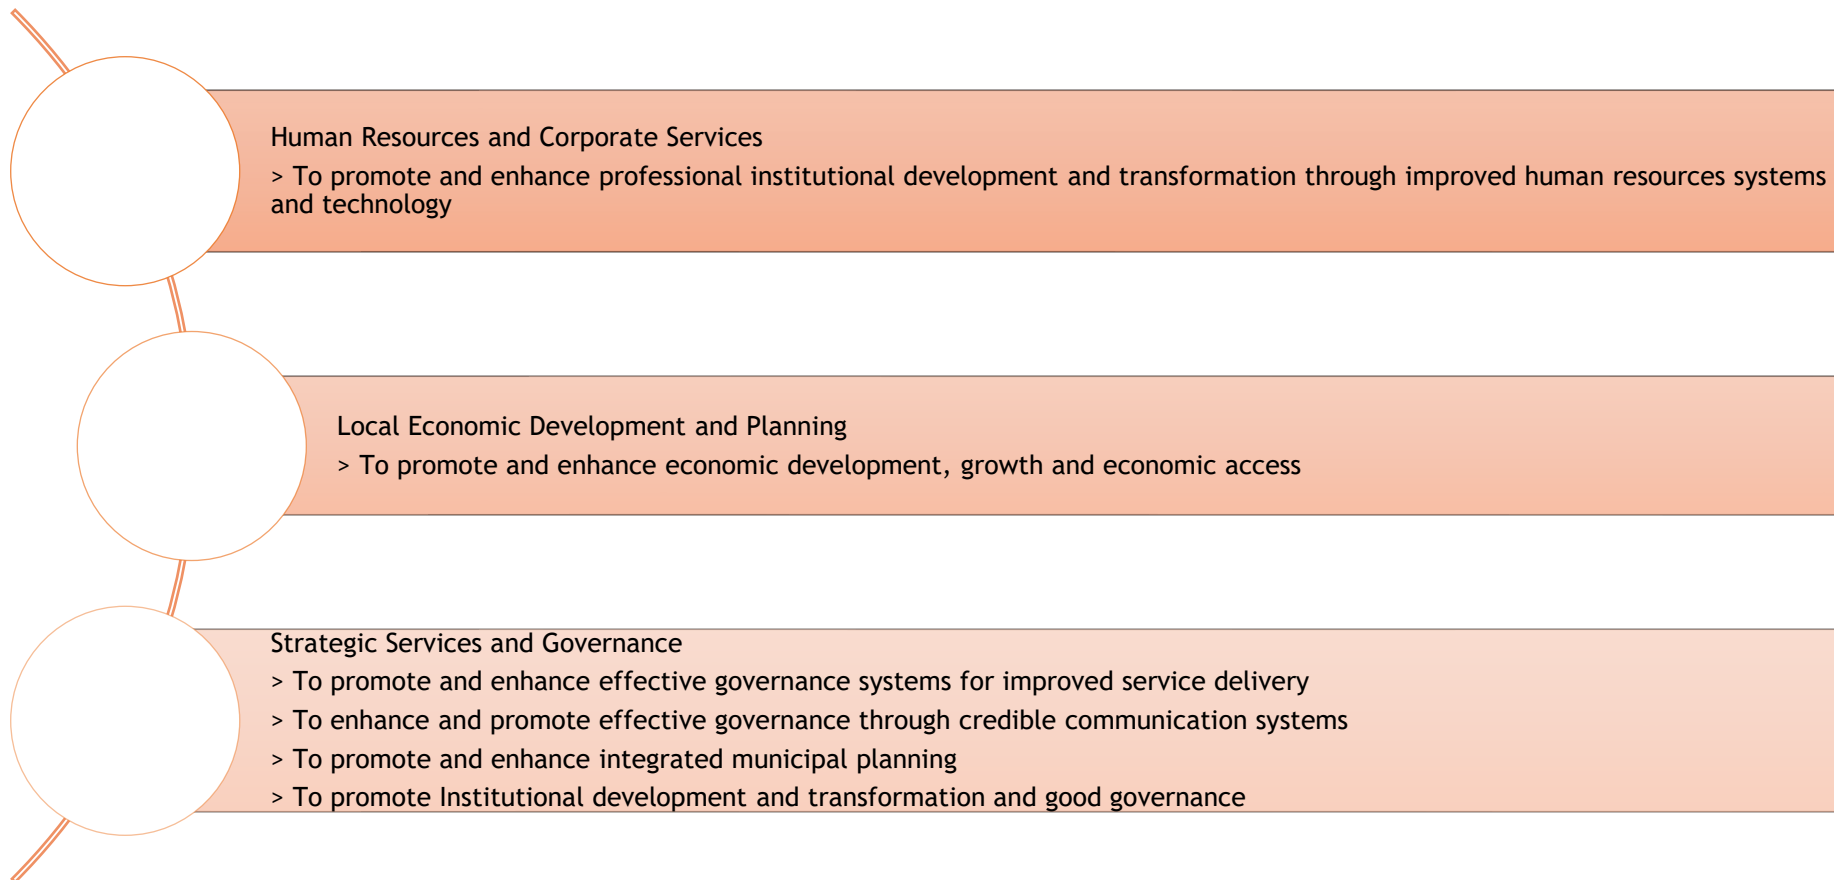 Human Resources and Corporate Services
> To promote and enhance professional institutional development and transformation through improved human resources systems
and technology
Local Economic Development and Planning
> To promote and enhance economic development, growth and economic access
Strategic Services and Governance
> To promote and enhance effective governance systems for improved service delivery
> To enhance and promote effective governance through credible communication systems
> To promote and enhance integrated municipal planning
> To promote Institutional development and transformation and good governance